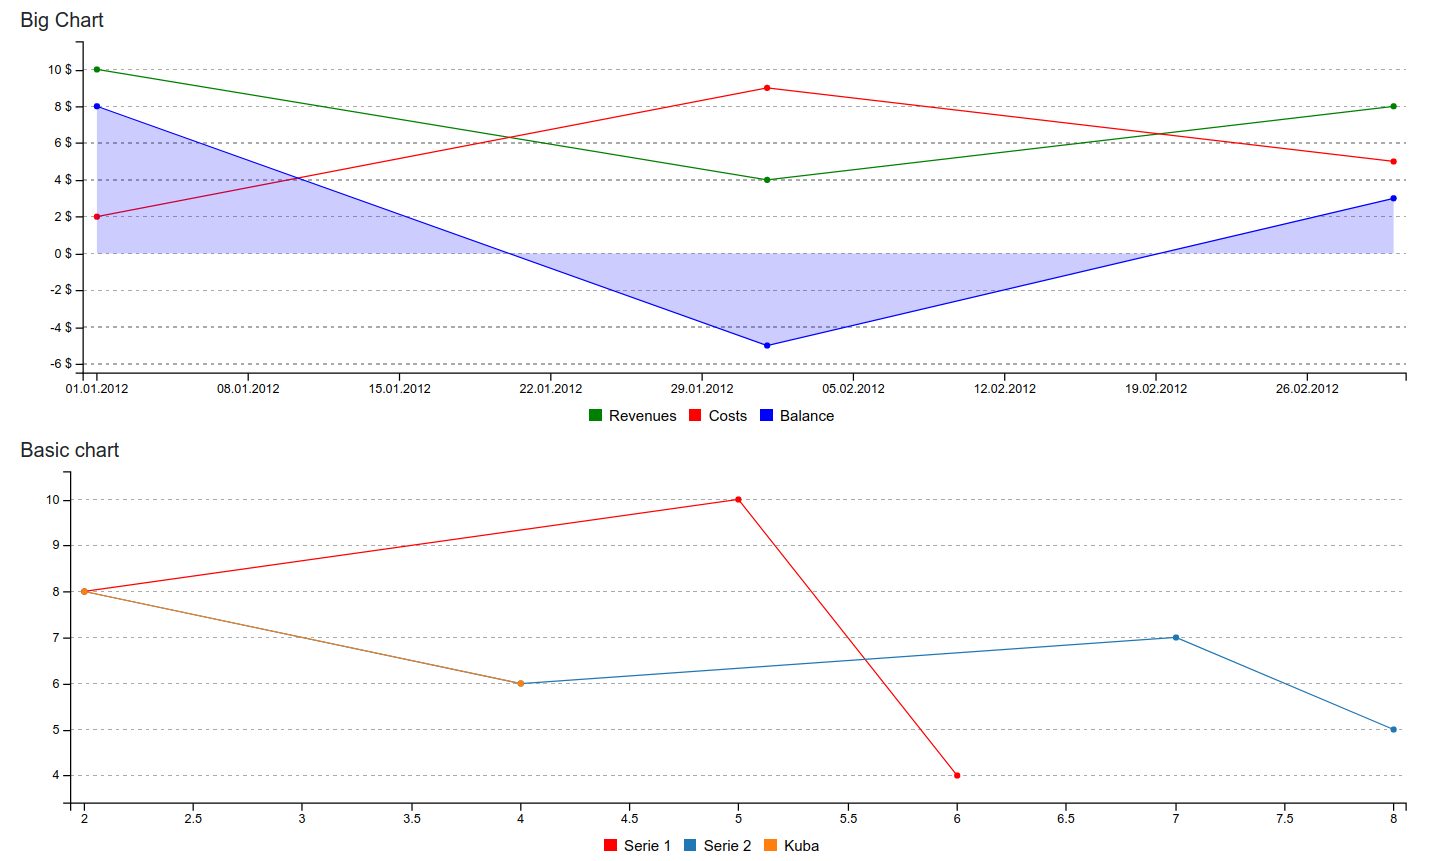 Big Chart
10 $
8 $
6 $
4 $
2 $
0 $
-2 $
-4 $
-6 $
01.01.2012 08.01.2012 15.01.2012 22.01.2012 29.01.2012 05.02.2012 12.02.2012 19.02.2012 26.02.2012
Revenues Costs Balance
Basic chart
10
9
8
7
6
5
4
2 2.5 3 3.5 4 4.5 5 5.5 6 6.5 7 7.5 8
Serie 1 Serie 2 Kuba